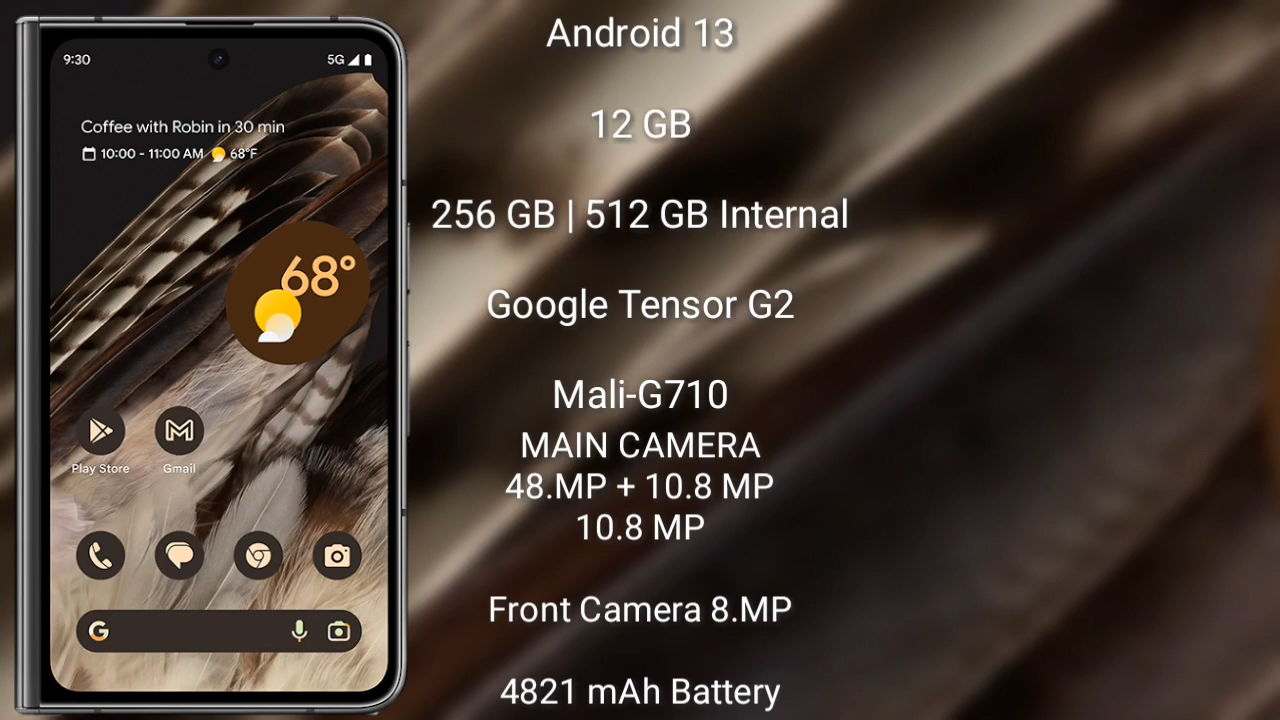 9:30
5G
Coffee with Robin in 30 min
10:00 - 11:00 AM 68°F
68°
Play Store
Gmail
G
Android 13
12 GB
256 GB | 512 GB Internal
Google Tensor G2
Mali-G710
MAIN CAMERA
48.MP + 10.8 MP
10.8 MP
Front Camera 8.MP
4821 mAh Battery